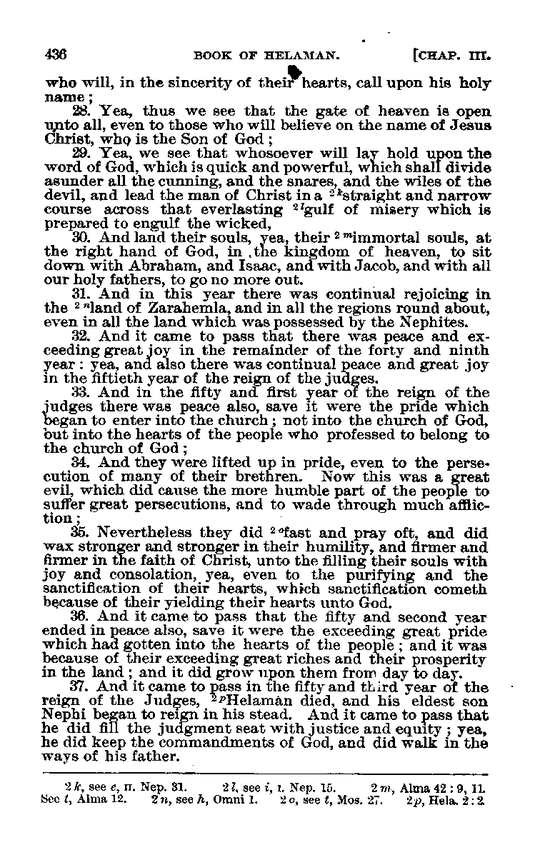 436 BOOK OF HELAMAN. [CHAP. III.
who will, in the sincerity of their hearts, call upon his holy
name;
28. Yea, thus we see that the gate of heaven is open
unto all, even to those who will believe on the name of Jesus
Christ, who is the Son of God;
29. Yea, we see that whosoever will lay hold upon the
word of God, which is quick and powerful, which shall divide
asunder all the cunning, and the snares, and the wiles of the
devil, and lead the man of Christ in a ²ᵏstraight and narrow
course across that everlasting ²ˡgulf of misery which is
prepared to engulf the wicked,
30. And land their souls, yea, their ²ᵐimmortal souls, at
the right hand of God, in the kingdom of heaven, to sit
down with Abraham, and Isaac, and with Jacob, and with all
our holy fathers, to go no more out.
31. And in this year there was continual rejoicing in
the ²ⁿland of Zarahemla, and in all the regions round about,
even in all the land which was possessed by the Nephites.
32. And it came to pass that there was peace and ex-
ceeding great joy in the remainder of the forty and ninth
year: yea, and also there was continual peace and great joy
in the fiftieth year of the reign of the judges.
33. And in the fifty and first year of the reign of the
judges there was peace also, save it were the pride which
began to enter into the church; not into the church of God,
but into the hearts of the people who professed to belong to
the church of God;
34. And they were lifted up in pride, even to the perse-
cution of many of their brethren. Now this was a great
evil, which did cause the more humble part of the people to
suffer great persecutions, and to wade through much afflic-
tion;
35. Nevertheless they did ²ᵒfast and pray oft, and did
wax stronger and stronger in their humility, and firmer and
firmer in the faith of Christ, unto the filling their souls with
joy and consolation, yea, even to the purifying and the
sanctification of their hearts, which sanctification cometh
because of their yielding their hearts unto God.
36. And it came to pass that the fifty and second year
ended in peace also, save it were the exceeding great pride
which had gotten into the hearts of the people; and it was
because of their exceeding great riches and their prosperity
in the land; and it did grow upon them from day to day.
37. And it came to pass in the fifty and third year of the
reign of the Judges, ²ᵖHelaman died, and his eldest son
Nephi began to reign in his stead. And it came to pass that
he did fill the judgment seat with justice and equity; yea,
he did keep the commandments of God, and did walk in the
ways of his father.
2k, see e, II. Nep. 31. 2l, see i, I. Nep. 15. 2m, Alma 42: 9, 11.
See t, Alma 12. 2n, see h, Omni 1. 2o, see t, Mos. 27. 2p, Hela. 2: 2